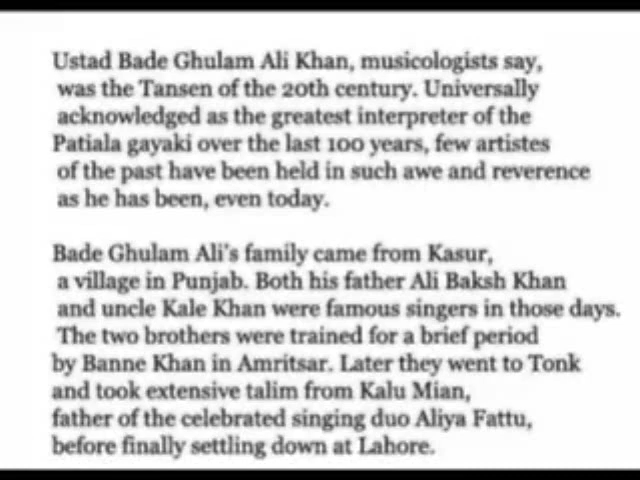 Ustad Bade Ghulam Ali Khan, musicologists say,
was the Tansen of the 20th century. Universally
acknowledged as the greatest interpreter of the
Patiala gayaki over the last 100 years, few artistes
of the past have been held in such awe and reverence
as he has been, even today.
Bade Ghulam Ali's family came from Kasur,
a village in Punjab. Both his father Ali Baksh Khan
and uncle Kale Khan were famous singers in those days.
The two brothers were trained for a brief period
by Banne Khan in Amritsar. Later they went to Tonk
and took extensive talim from Kalu Mian,
father of the celebrated singing duo Aliya Fattu,
before finally settling down at Lahore.